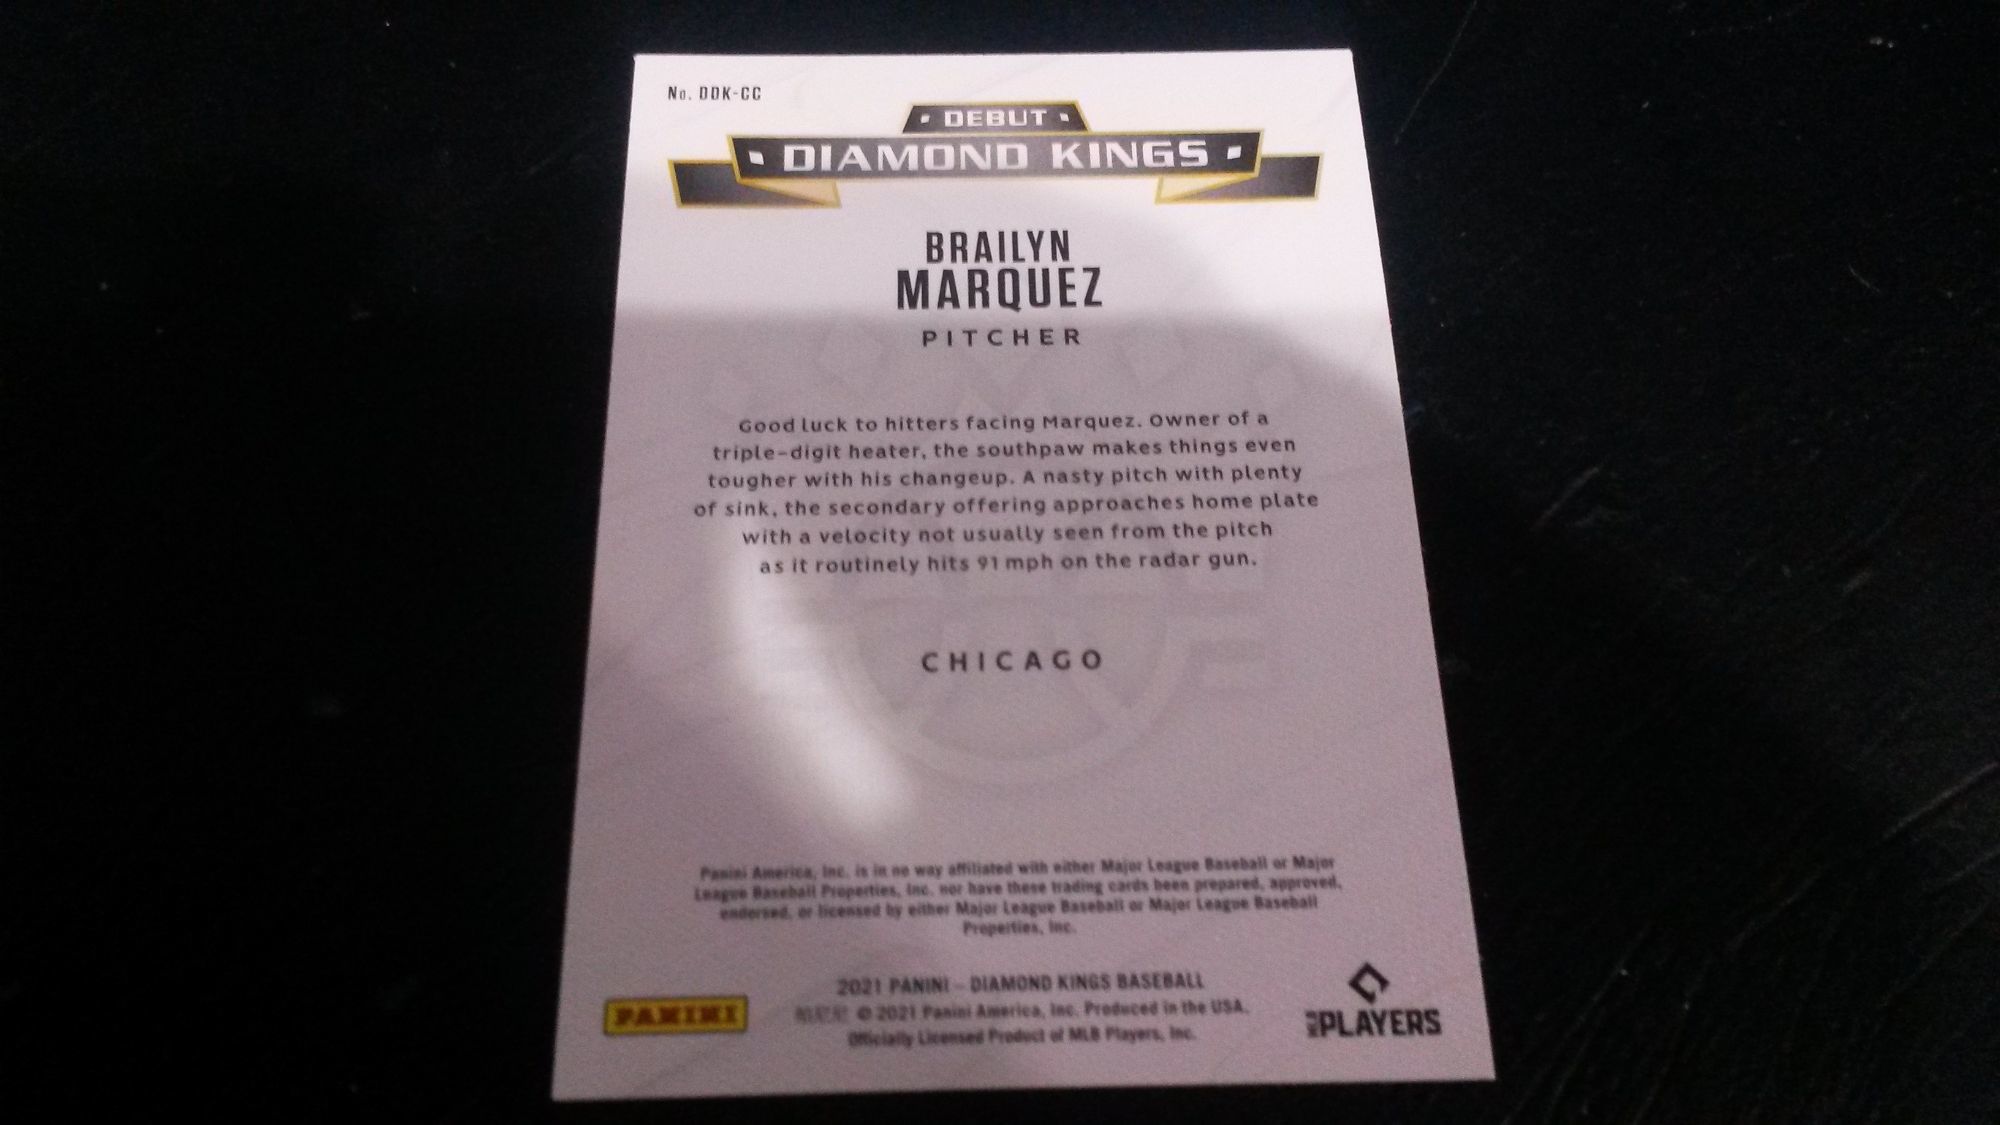 No. DDK-CC
DEBUT
DIAMOND KINGS
BRAILYN
MARQUEZ
PITCHER
Good luck to hitters facing Marquez. Owner of a
triple-digit heater, the southpaw makes things even
tougher with his changeup. A nasty pitch with plenty
of sink, the secondary offering approaches home plate
with a velocity not usually seen from the pitch
as it routinely hits 91 mph on the radar gun.
CHICAGO
Panini America, Inc. is in no way affiliated with either Major League Baseball or Major
League Baseball Properties, Inc. nor have these trading cards been prepared, approved,
endorsed, or licensed by either Major League Baseball or Major League Baseball
Properties, Inc.
2021 PANINI – DIAMOND KINGS BASEBALL
© 2021 Panini America, Inc. Produced in the USA.
Officially Licensed Product of MLB Players, Inc.
PANINI
MLB PLAYERS